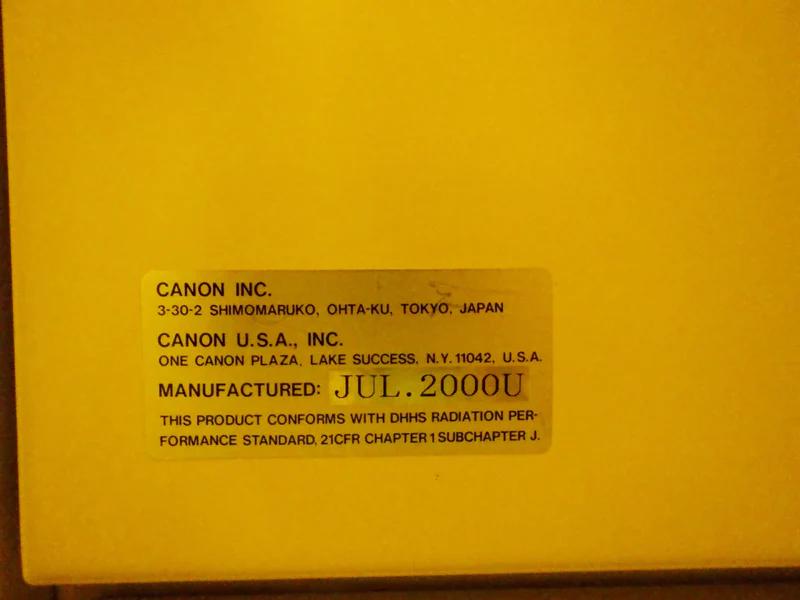 CANON INC.
3-30-2 SHIMOMARUKO, OHTA-KU, TOKYO, JAPAN
CANON U.S.A., INC.
ONE CANON PLAZA, LAKE SUCCESS, N.Y. 11042, U.S.A.
MANUFACTURED: JUL.2000U
THIS PRODUCT CONFORMS WITH DHHS RADIATION PER-
FORMANCE STANDARD, 21CFR CHAPTER 1 SUBCHAPTER J.